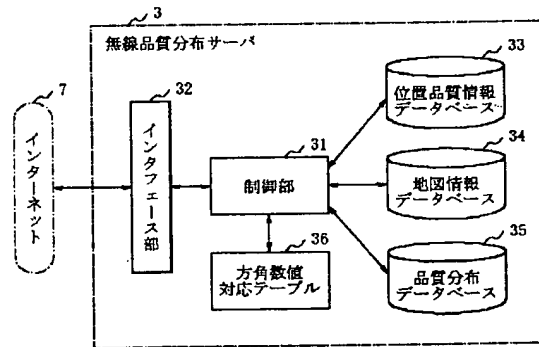 3
無線品質分布サーバ
7
インターネット
32
インタフェース部
31
制御部
36
方角数値
対応テーブル
33
位置品質情報
データベース
34
地図情報
データベース
35
品質分布
データベース